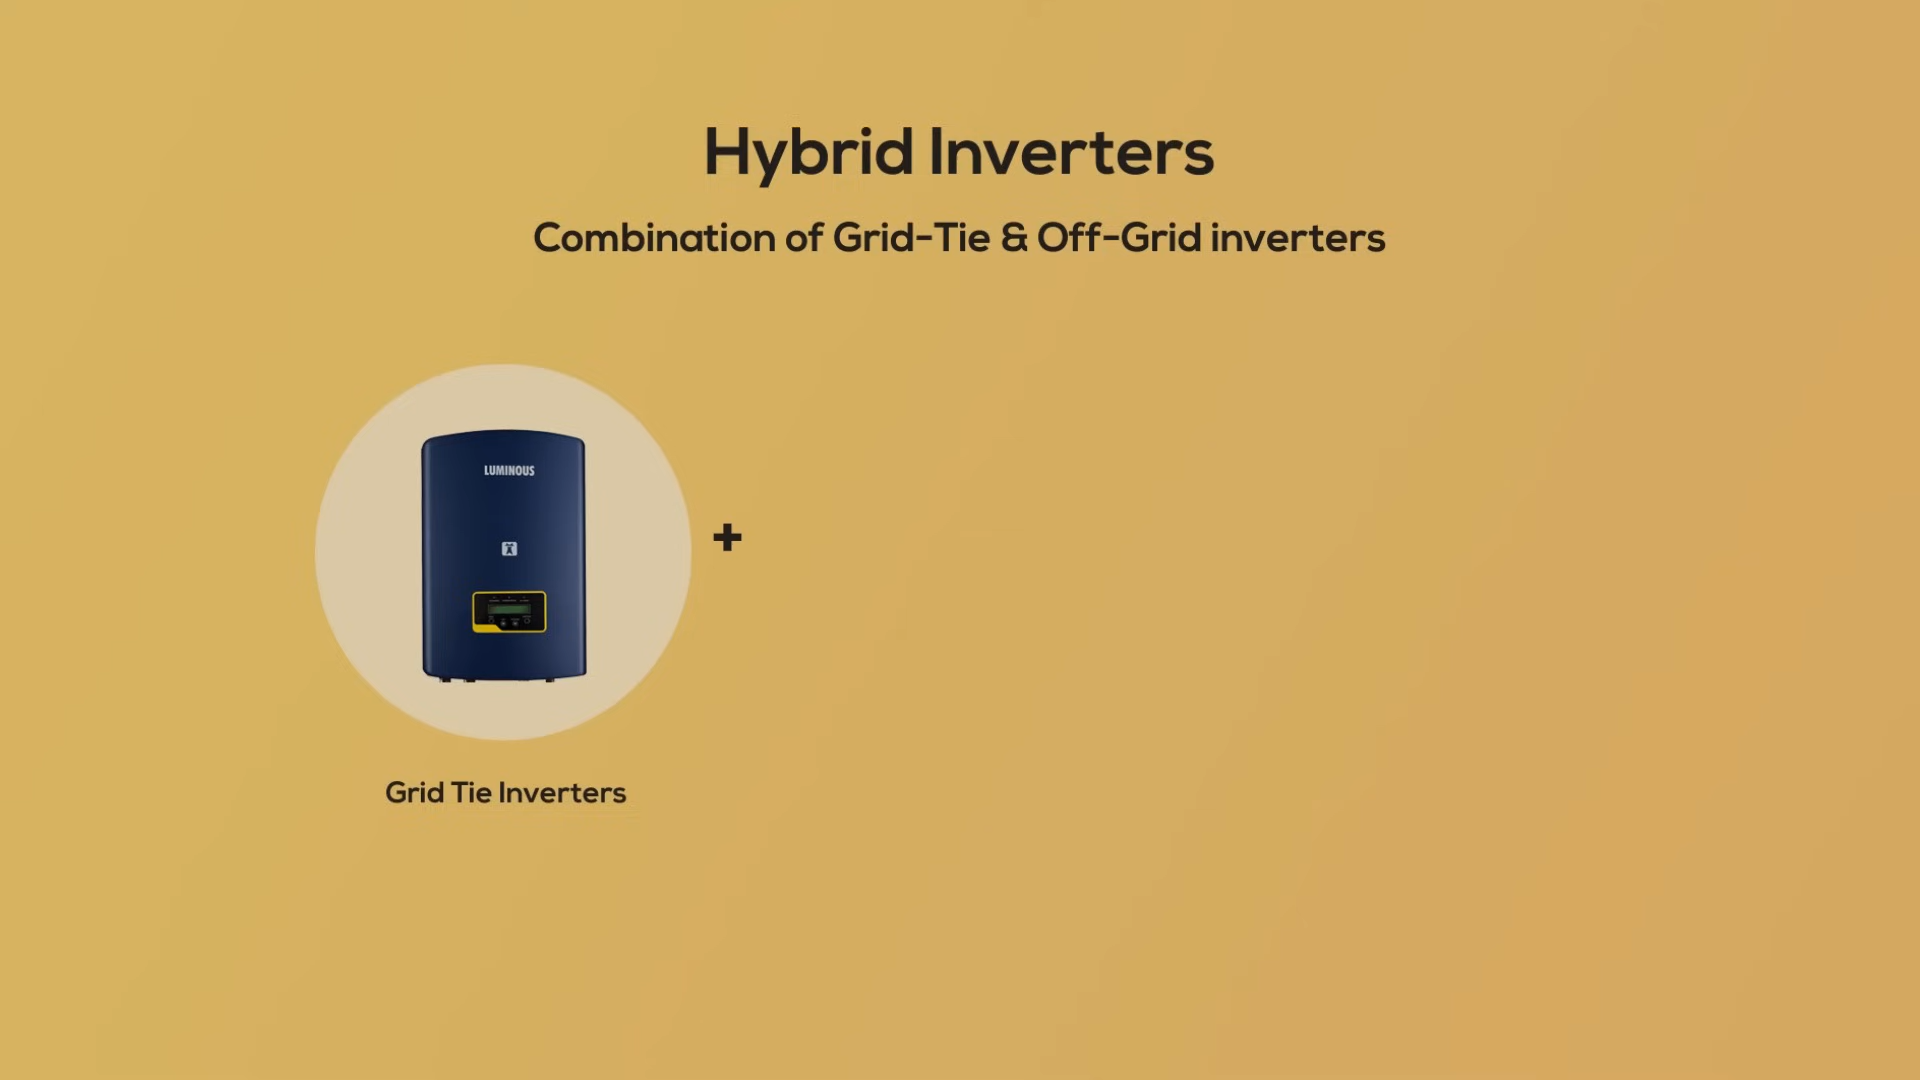 Hybrid Inverters
Combination of Grid-Tie & Off-Grid inverters
LUMINOUS
+
Grid Tie Inverters